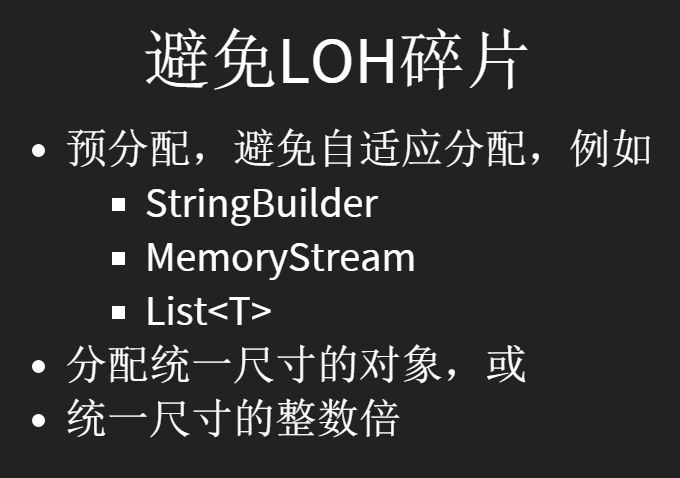 避免LOH碎片
• 预分配，避免自适应分配，例如
▪ StringBuilder
▪ MemoryStream
▪ List<T>
• 分配统一尺寸的对象，或
• 统一尺寸的整数倍